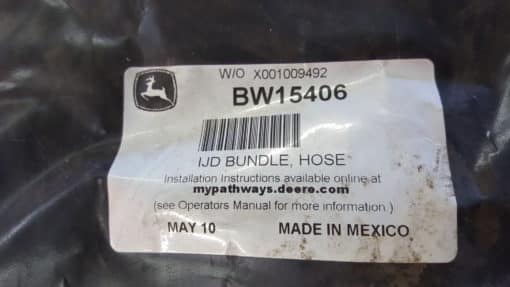 W/O X001009492
BW15406
IJD BUNDLE, HOSE
Installation Instructions available online at
mypathways.deere.com
(see Operators Manual for more information.)
MAY 10 MADE IN MEXICO